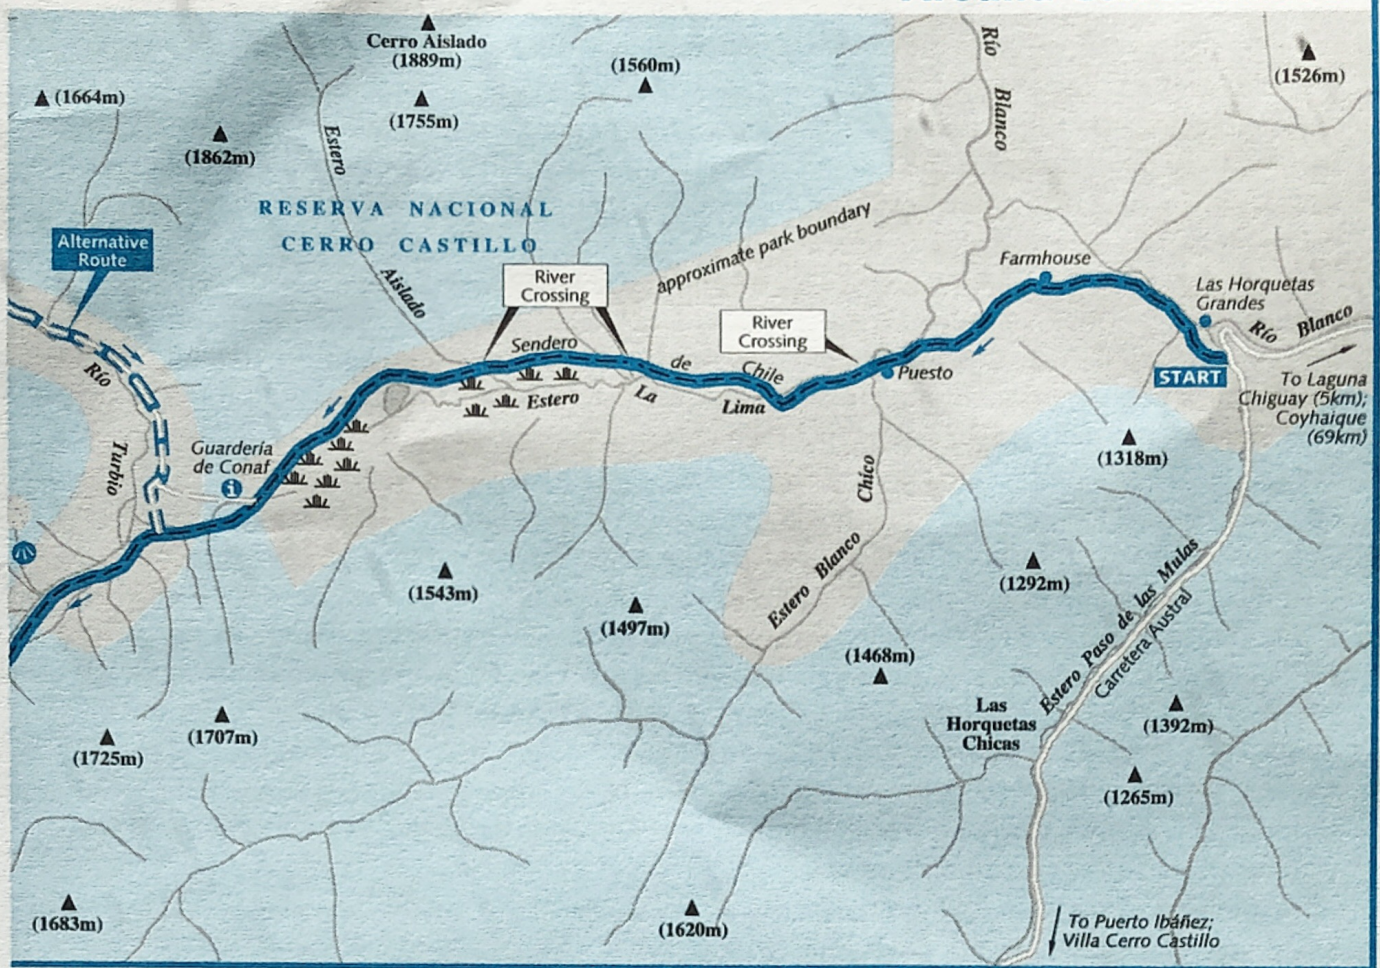 Cerro Aislado
(1889m)
(1560m)
Río
Blanco
(1526m)
(1664m)
(1755m)
(1862m)
Estero
Aislado
RESERVA NACIONAL
CERRO CASTILLO
approximate park boundary
Alternative
Route
River
Crossing
Farmhouse
Las Horquetas
Grandes
Río Blanco
River
Crossing
Sendero de Chile
Puesto
START
To Laguna
Chiguay (5km);
Coyhaique
(69km)
Río
Turbio
Estero La Lima
Guardería
de Conaf
i
(1318m)
Estero Blanco Chico
(1543m)
(1292m)
(1497m)
Estero Paso de las Mulas
Carretera Austral
(1468m)
Las
Horquetas
Chicas
(1392m)
(1707m)
(1725m)
(1265m)
(1683m)
(1620m)
To Puerto Ibáñez;
Villa Cerro Castillo